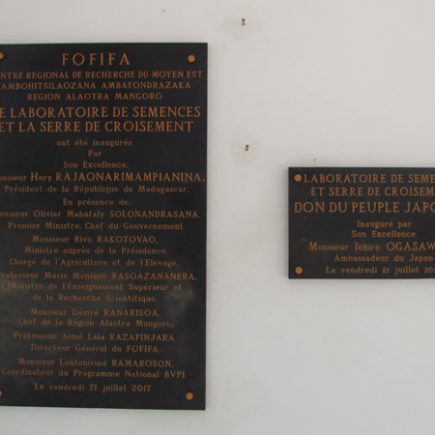 FOFIFA
NTRE REGIONAL DE RECHERCHE DU MOYEN EST
AMBOHITSILAOZANA AMBATONDRAZAKA
REGION ALAOTRA MANGORO
E LABORATOIRE DE SEMENCES
ET LA SERRE DE CROISEMENT
ont été inaugurés
Par
Son Excellence,
onsieur Hery RAJAONARIMAMPIANINA,
Président de la République de Madagascar,
En présence de
onsieur Olivier Mahafaly SOLONANDRASANA,
Premier Ministre, Chef du Gouvernement
Monsieur Rivo RAKOTOVAO,
Ministre auprès de la Présidence
Chargé de l'Agriculture et de l'Elevage,
Professeur Marie Monique RASOAZANANERA,
Ministre de l'Enseignement Supérieur et
de la Recherche Scientifique,
Monsieur Désiré RANARISOA,
Chef de la Région Alaotra Mangoro,
Professeur Aimé Lala RAZAFINJARA,
Directeur Général du FOFIFA,
Monsieur Lantonirina RAMAROSON,
Coordinateur du Programme National BVPI
Le vendredi 21 juillet 2017
LABORATOIRE DE SEME
ET SERRE DE CROISEM
DON DU PEUPLE JAPO
Inauguré par
Son Excellence
Monsieur Ichiro OGASAW
Ambassadeur du Japon
Le vendredi 21 juillet 20